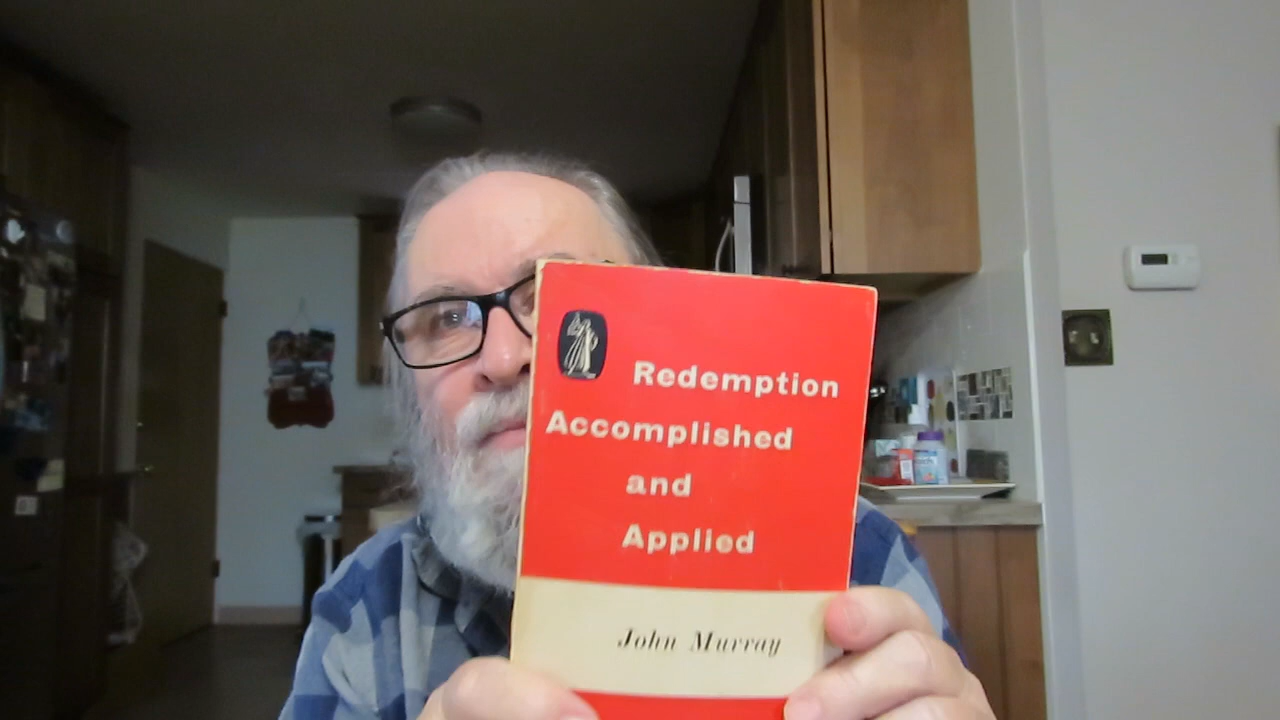 Redemption
Accomplished
and
Applied
John Murray